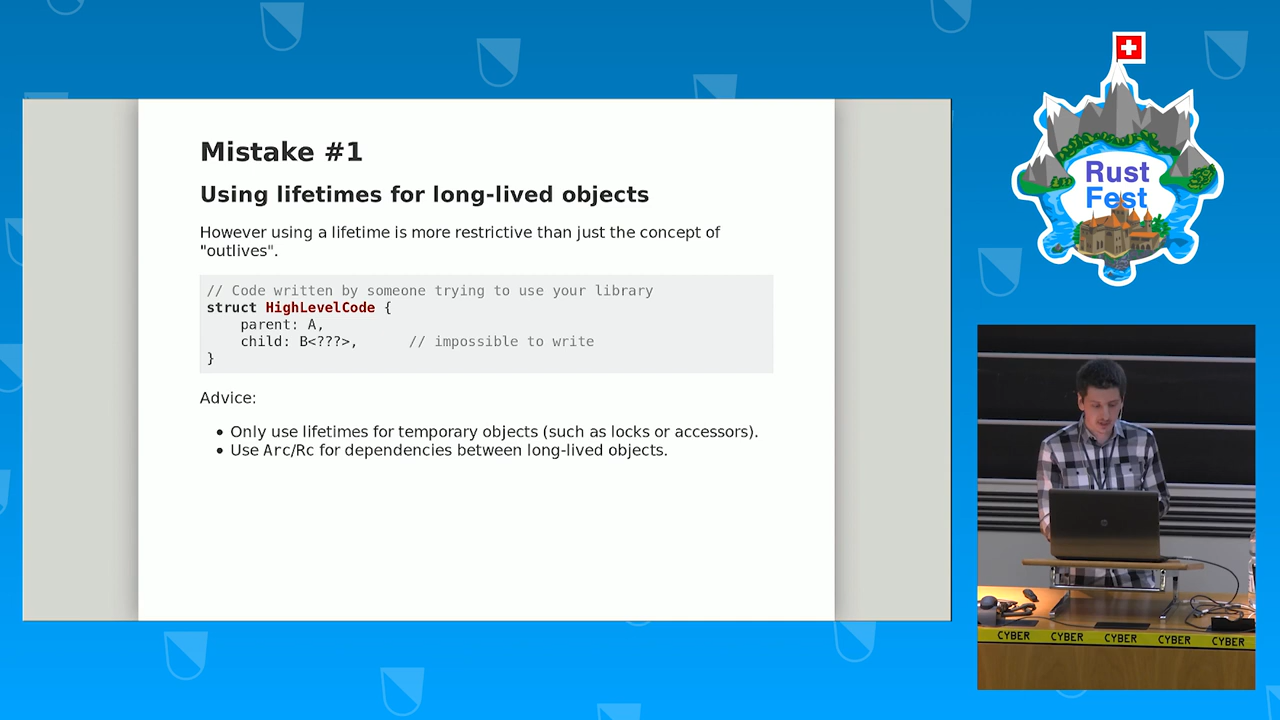 Mistake #1
Using lifetimes for long-lived objects
However using a lifetime is more restrictive than just the concept of
"outlives".
// Code written by someone trying to use your library
struct HighLevelCode {
    parent: A,
    child: B<???>,      // impossible to write
}
Advice:
• Only use lifetimes for temporary objects (such as locks or accessors).
• Use Arc/Rc for dependencies between long-lived objects.
Rust
Fest
CYBER CYBER CYBER CYBER CYBER